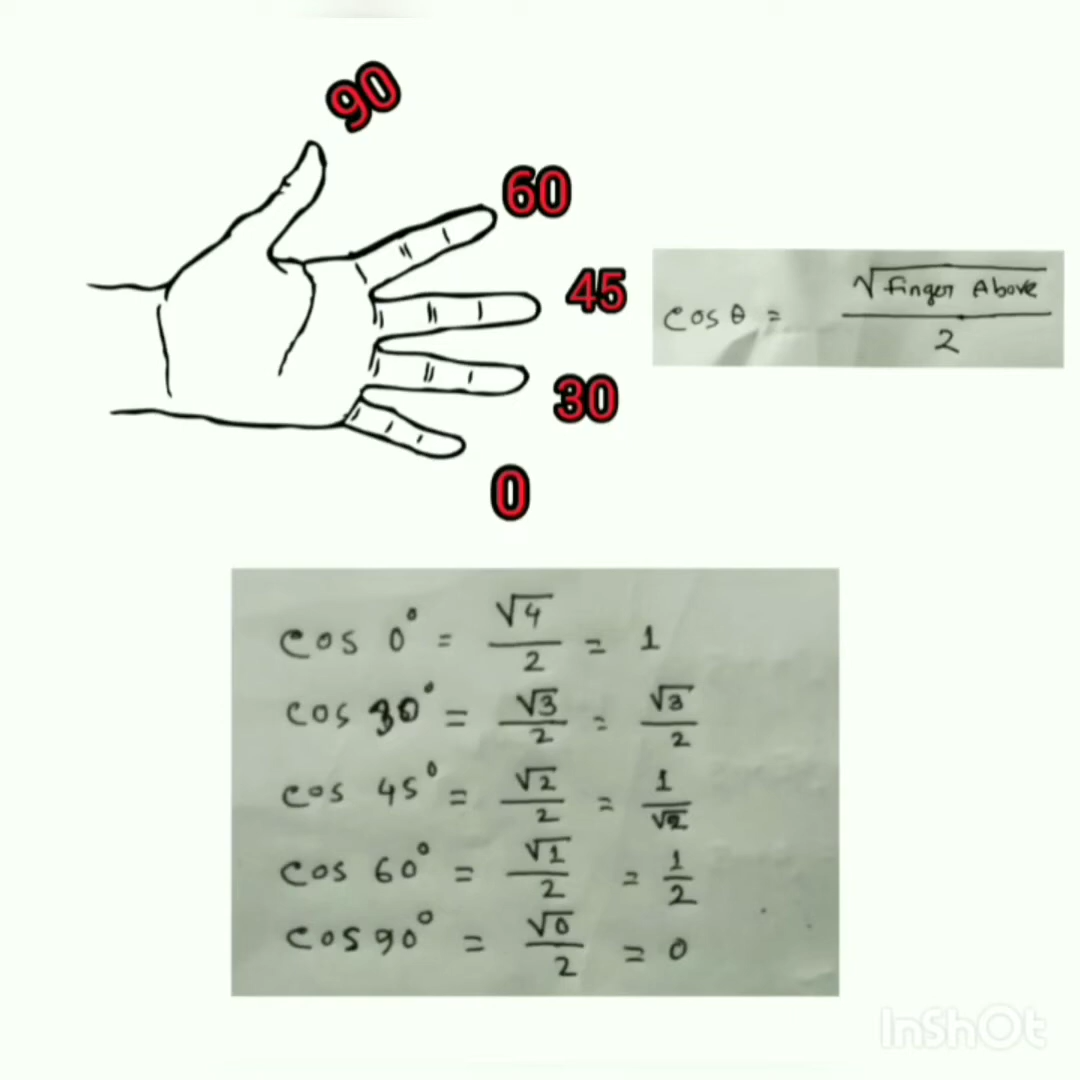 90
60
45
30
0
cos θ = √finger Above / 2
cos 0° = √4 / 2 = 1
cos 30° = √3 / 2 = √3 / 2
cos 45° = √2 / 2 = 1 / √2
cos 60° = √1 / 2 = 1 / 2
cos 90° = √0 / 2 = 0
InShOt